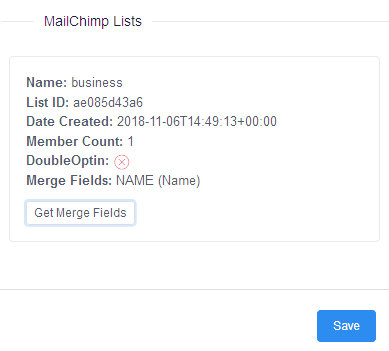 MailChimp Lists
Name: business
List ID: ae085d43a6
Date Created: 2018-11-06T14:49:13+00:00
Member Count: 1
DoubleOptin:
Merge Fields: NAME (Name)
Get Merge Fields
Save